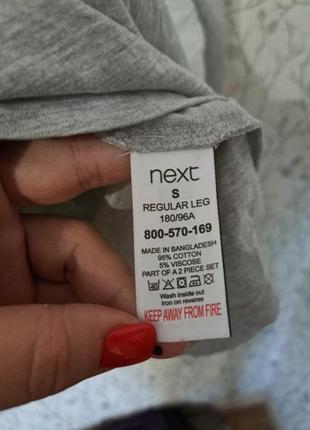 next
S
REGULAR LEG
180/96A
800-570-169
MADE IN BANGLADESH
95% COTTON
5% VISCOSE
PART OF A 2 PIECE SET
Wash inside out
Iron on reverse
KEEP AWAY FROM FIRE